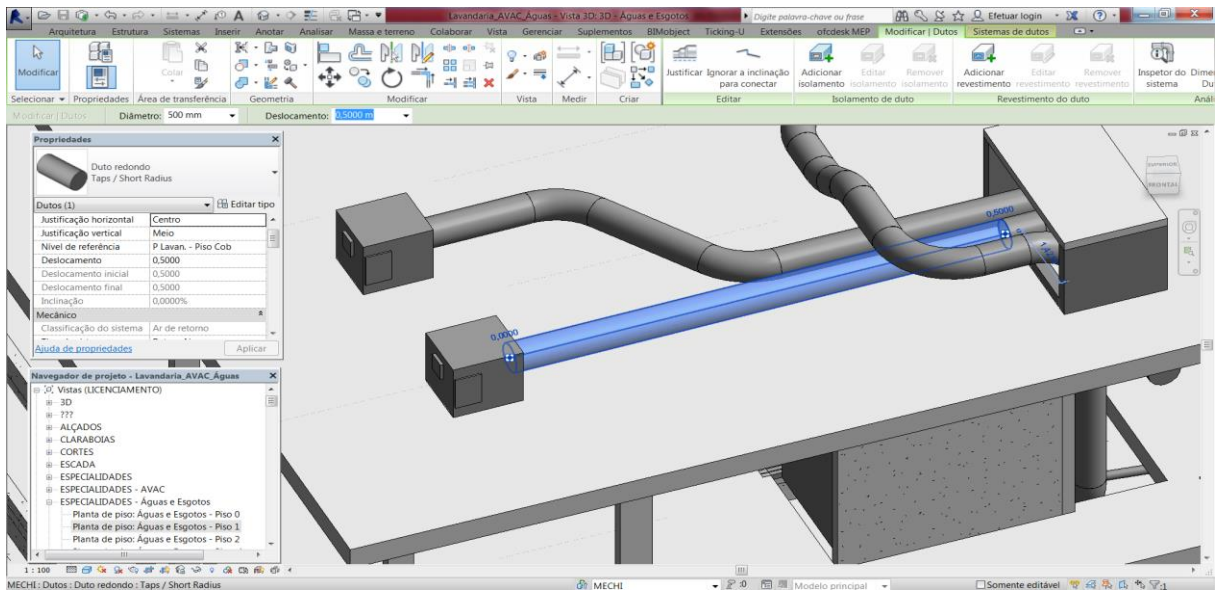 Lavandaria_AVAC_Águas - Vista 3D: 3D - Águas e Esgotos
Digite palavra-chave ou frase
Efetuar login
Arquitetura Estrutura Sistemas Inserir Anotar Analisar Massa e terreno Colaborar Vista Gerenciar Suplementos BIMobject Ticking-U Extensões ofcdesk MEP Modificar | Dutos Sistemas de dutos
Modificar
Colar
Justificar Ignorar a inclinação para conectar
Adicionar isolamento Editar isolamento Remover isolamento
Adicionar revestimento Editar revestimento Remover revestimento
Inspetor do sistema
Selecionar Propriedades Área de transferência Geometria Modificar Vista Medir Criar Editar Isolamento de duto Revestimento do duto
Modificar | Dutos Diâmetro: 500 mm Deslocamento: 0,5000 m
Propriedades
Duto redondo
Taps / Short Radius
Dutos (1) Editar tipo
Justificação horizontal Centro
Justificação vertical Meio
Nível de referência P Lavan. - Piso Cob
Deslocamento 0,5000
Deslocamento inicial 0,5000
Deslocamento final 0,5000
Inclinação 0,0000%
Mecânico
Classificação do sistema Ar de retorno
Ajuda de propriedades Aplicar
Navegador de projeto - Lavandaria_AVAC_Águas
Vistas (LICENCIAMENTO)
3D
???
ALÇADOS
CLARABOIAS
CORTES
ESCADA
ESPECIALIDADES
ESPECIALIDADES - AVAC
ESPECIALIDADES - Águas e Esgotos
Planta de piso: Águas e Esgotos - Piso 0
Planta de piso: Águas e Esgotos - Piso 1
Planta de piso: Águas e Esgotos - Piso 2
0,5000
0,0000
SUPERIOR
FRONTAL
1 : 100
MECHI : Dutos : Duto redondo : Taps / Short Radius
MECHI
:0
Modelo principal
Somente editável
:1